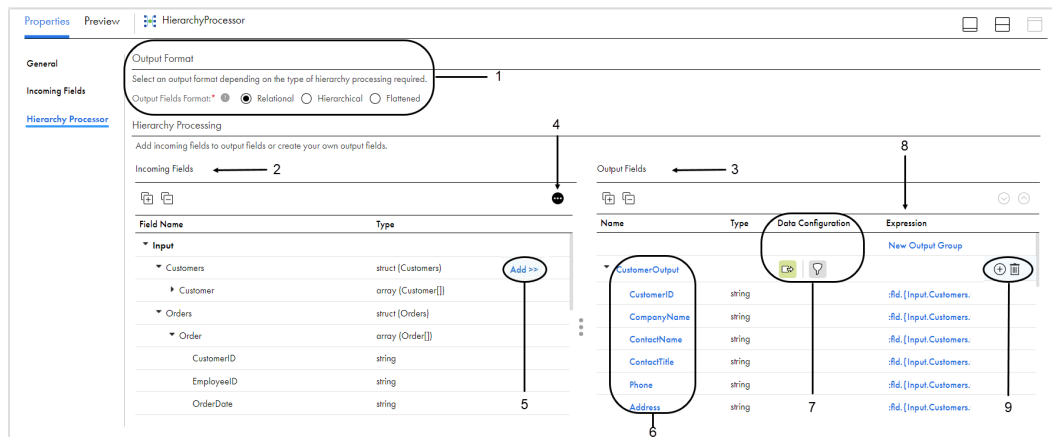 Properties Preview HierarchyProcessor
General
Incoming Fields
Hierarchy Processor
Output Format
Select an output format depending on the type of hierarchy processing required.
1
Output Fields Format:* Relational Hierarchical Flattened
Hierarchy Processing
4
Add incoming fields to output fields or create your own output fields.
8
Incoming Fields 2
Output Fields 3
Field Name Type
Name Type Data Configuration Expression
Input
New Output Group
Customers struct (Customers) Add >>
CustomerOutput
Customer array (Customer[])
CustomerID string :fld.{Input.Customers.
Orders struct (Orders)
CompanyName string :fld.{Input.Customers.
Order array (Order[])
ContactName string :fld.{Input.Customers.
CustomerID string
ContactTitle string :fld.{Input.Customers.
EmployeeID string
Phone string :fld.{Input.Customers.
OrderDate string
Address string :fld.{Input.Customers.
5
7
9
6